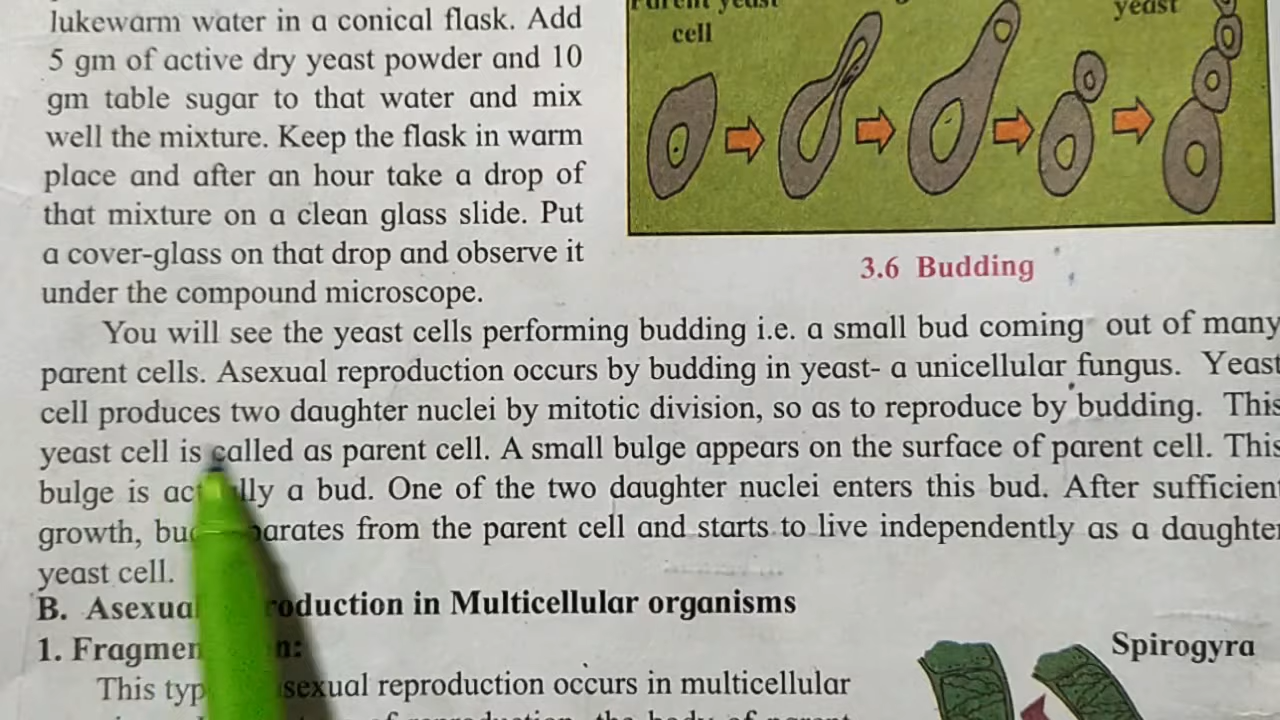 lukewarm water in a conical flask. Add
5 gm of active dry yeast powder and 10
gm table sugar to that water and mix
well the mixture. Keep the flask in warm
place and after an hour take a drop of
that mixture on a clean glass slide. Put
a cover-glass on that drop and observe it
under the compound microscope.
Parent yeast
cell
yeast
3.6 Budding
You will see the yeast cells performing budding i.e. a small bud coming out of many
parent cells. Asexual reproduction occurs by budding in yeast- a unicellular fungus. Yeast
cell produces two daughter nuclei by mitotic division, so as to reproduce by budding. This
yeast cell is called as parent cell. A small bulge appears on the surface of parent cell. This
bulge is a bud. One of the two daughter nuclei enters this bud. After sufficien
growth, from the parent cell and starts to live independently as a daughte
yeast cell.
B. in Multicellular organisms
1.
This reproduction occurs in multicellular
Spirogyra